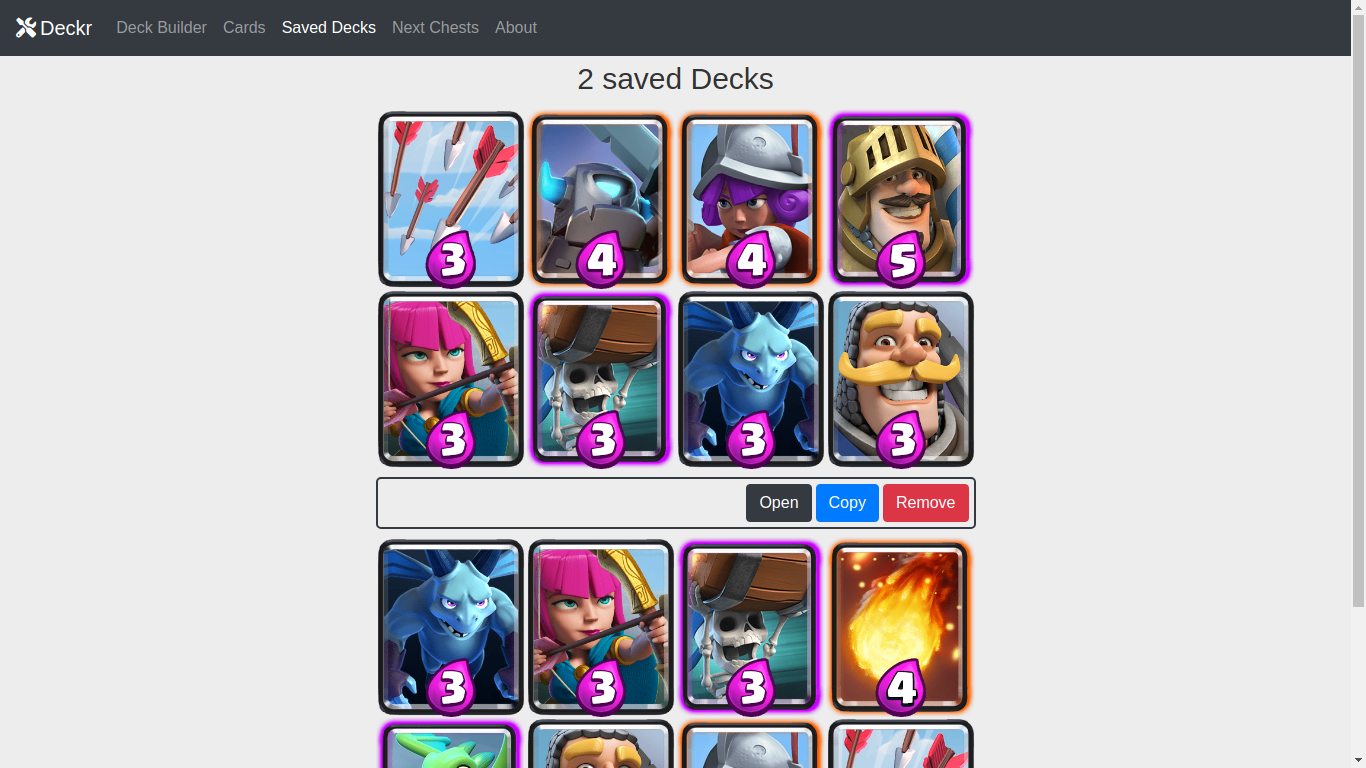 Deckr Deck Builder Cards Saved Decks Next Chests About
2 saved Decks
3 4 4 5
3 3 3 3
Open Copy Remove
3 3 3 4